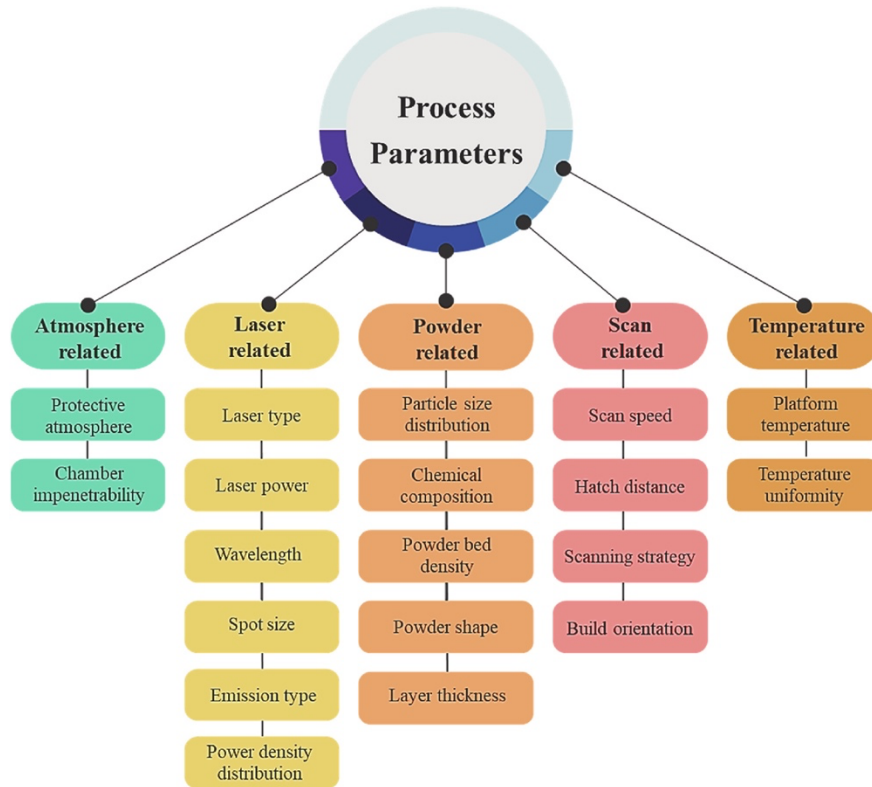 Process
Parameters
Atmosphere
related
Protective
atmosphere
Chamber
impenetrability
Laser
related
Laser type
Laser power
Wavelength
Spot size
Emission type
Power density
distribution
Powder
related
Particle size
distribution
Chemical
composition
Powder bed
density
Powder shape
Layer thickness
Scan
related
Scan speed
Hatch distance
Scanning strategy
Build orientation
Temperature
related
Platform
temperature
Temperature
uniformity